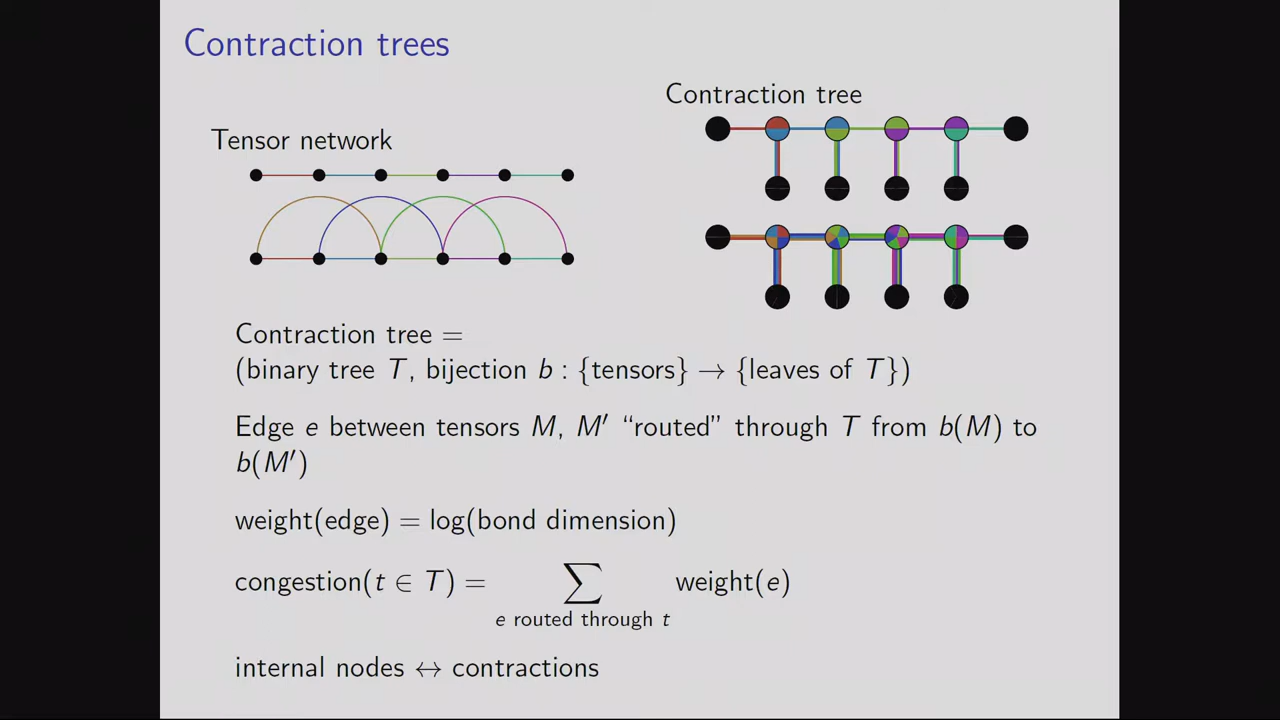 Contraction trees
Contraction tree
Tensor network
Contraction tree =
(binary tree T, bijection b : {tensors} → {leaves of T})
Edge e between tensors M, M′ “routed” through T from b(M) to
b(M′)
weight(edge) = log(bond dimension)
congestion(t ∈ T) = ∑ weight(e)
e routed through t
internal nodes ↔ contractions